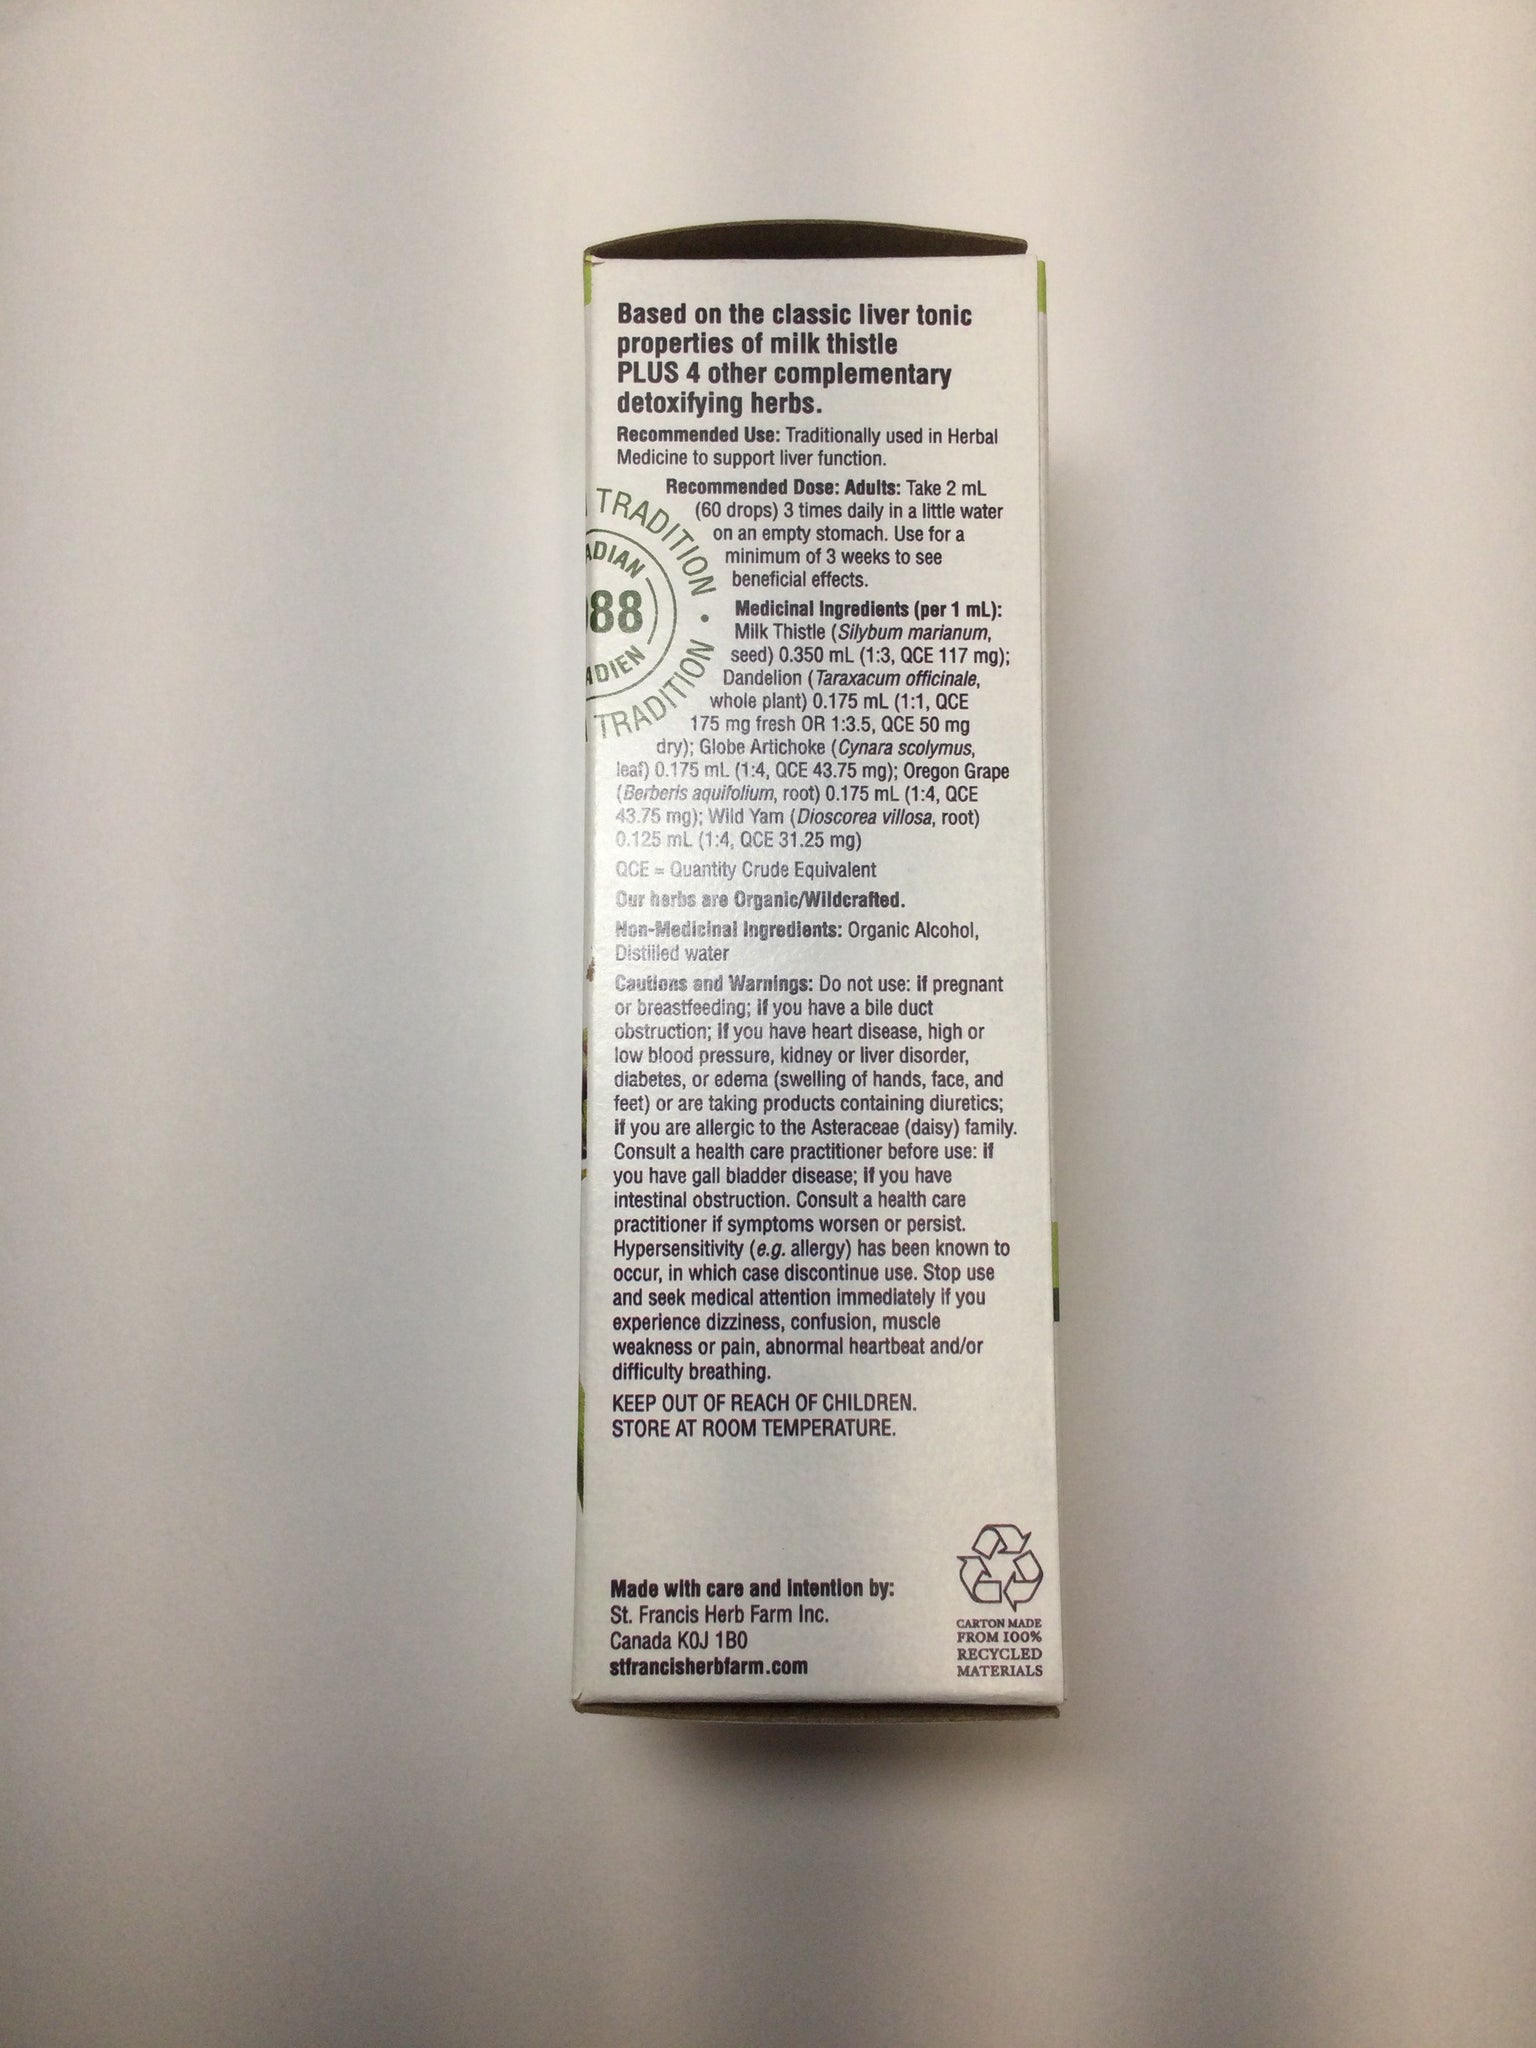 Based on the classic liver tonic
properties of milk thistle
PLUS 4 other complementary
detoxifying herbs.
Recommended Use: Traditionally used in Herbal
Medicine to support liver function.
Recommended Dose: Adults: Take 2 mL
(60 drops) 3 times daily in a little water
on an empty stomach. Use for a
minimum of 3 weeks to see
beneficial effects.
TRADITION
ADIAN
88
ADIEN
TRADITION
Medicinal Ingredients (per 1 mL):
Milk Thistle (Silybum marianum,
seed) 0.350 mL (1:3, QCE 117 mg);
Dandelion (Taraxacum officinale,
whole plant) 0.175 mL (1:1, QCE
175 mg fresh OR 1:3.5, QCE 50 mg
dry); Globe Artichoke (Cynara scolymus,
leaf) 0.175 mL (1:4, QCE 43.75 mg); Oregon Grape
(Berberis aquifolium, root) 0.175 mL (1:4, QCE
43.75 mg); Wild Yam (Dioscorea villosa, root)
0.125 mL (1:4, QCE 31.25 mg)
QCE = Quantity Crude Equivalent
Our herbs are Organic/Wildcrafted.
Non-Medicinal Ingredients: Organic Alcohol,
Distilled water
Cautions and Warnings: Do not use: if pregnant
or breastfeeding; if you have a bile duct
obstruction; if you have heart disease, high or
low blood pressure, kidney or liver disorder,
diabetes, or edema (swelling of hands, face, and
feet) or are taking products containing diuretics;
if you are allergic to the Asteraceae (daisy) family.
Consult a health care practitioner before use: if
you have gall bladder disease; if you have
intestinal obstruction. Consult a health care
practitioner if symptoms worsen or persist.
Hypersensitivity (e.g. allergy) has been known to
occur, in which case discontinue use. Stop use
and seek medical attention immediately if you
experience dizziness, confusion, muscle
weakness or pain, abnormal heartbeat and/or
difficulty breathing.
KEEP OUT OF REACH OF CHILDREN.
STORE AT ROOM TEMPERATURE.
Made with care and intention by:
St. Francis Herb Farm Inc.
Canada K0J 1B0
stfrancisherbfarm.com
CARTON MADE
FROM 100%
RECYCLED
MATERIALS